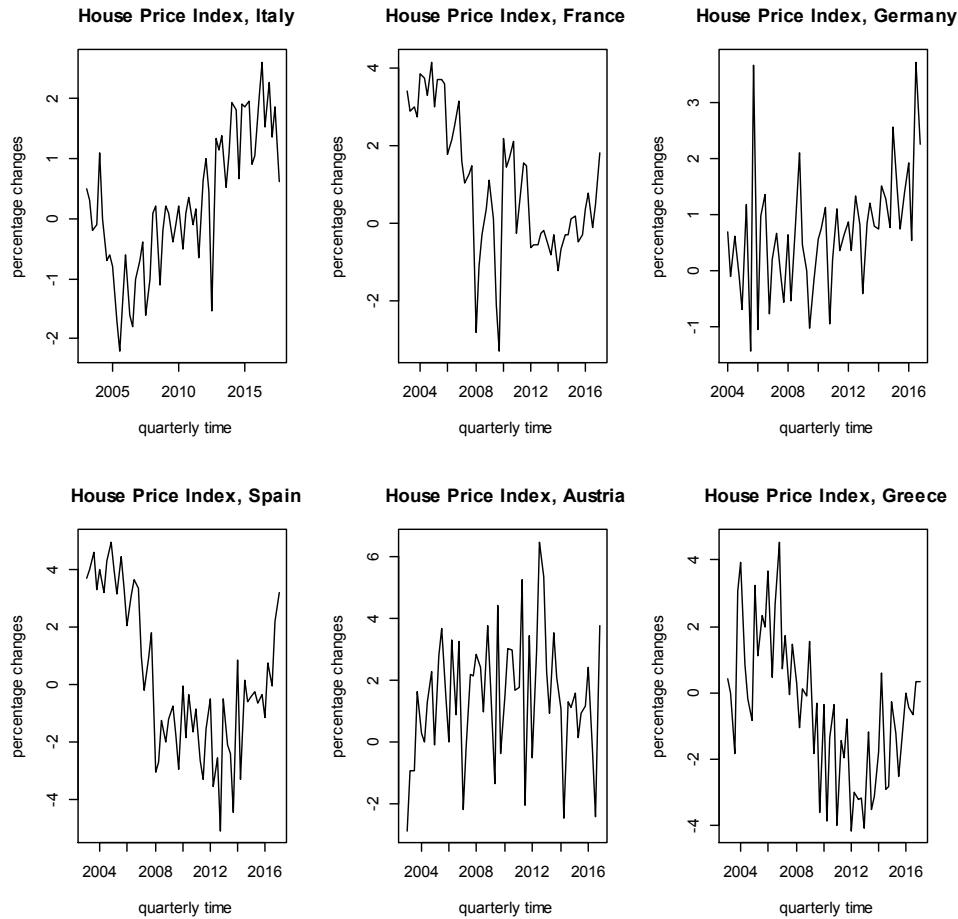 House Price Index, Italy
percentage changes
2
1
0
-1
-2
2005 2010 2015
quarterly time
House Price Index, France
percentage changes
4
2
0
-2
2004 2008 2012 2016
quarterly time
House Price Index, Germany
percentage changes
3
2
1
0
-1
2004 2008 2012 2016
quarterly time
House Price Index, Spain
percentage changes
4
2
0
-2
-4
2004 2008 2012 2016
quarterly time
House Price Index, Austria
percentage changes
6
4
2
0
-2
2004 2008 2012 2016
quarterly time
House Price Index, Greece
percentage changes
4
2
0
-2
-4
2004 2008 2012 2016
quarterly time